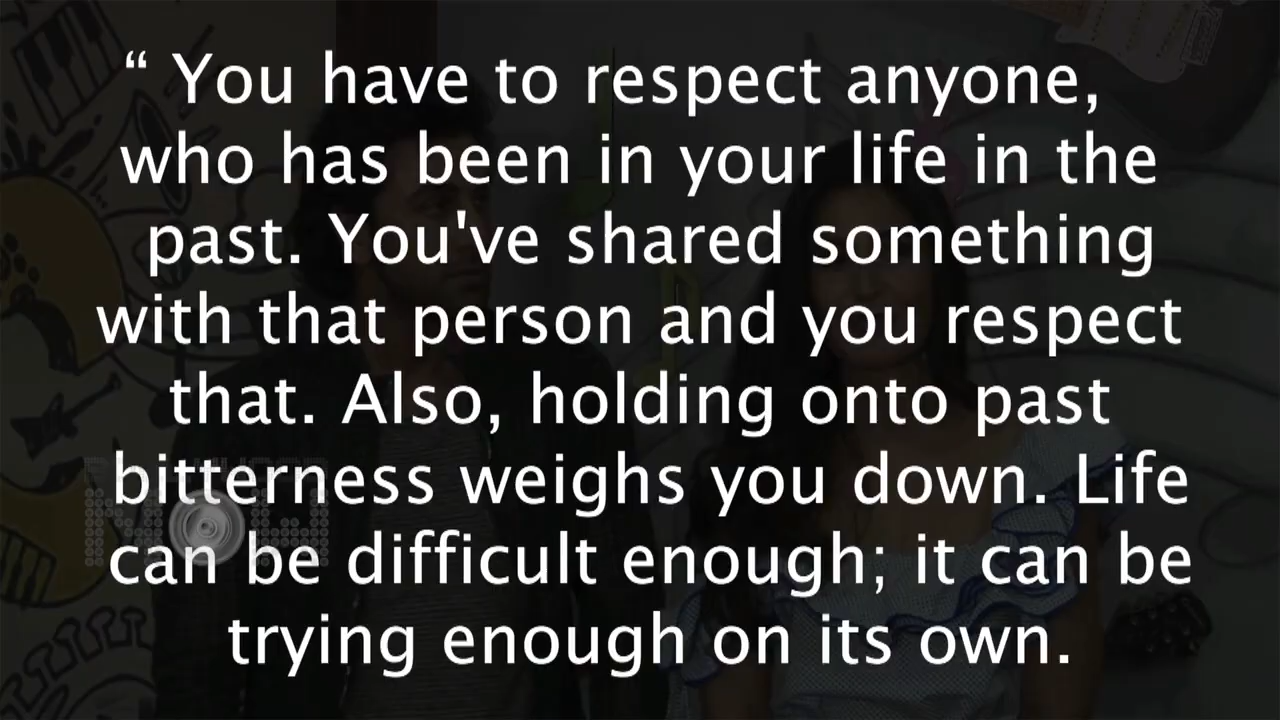 “ You have to respect anyone,
who has been in your life in the
past. You've shared something
with that person and you respect
that. Also, holding onto past
bitterness weighs you down. Life
can be difficult enough; it can be
trying enough on its own.
NOW